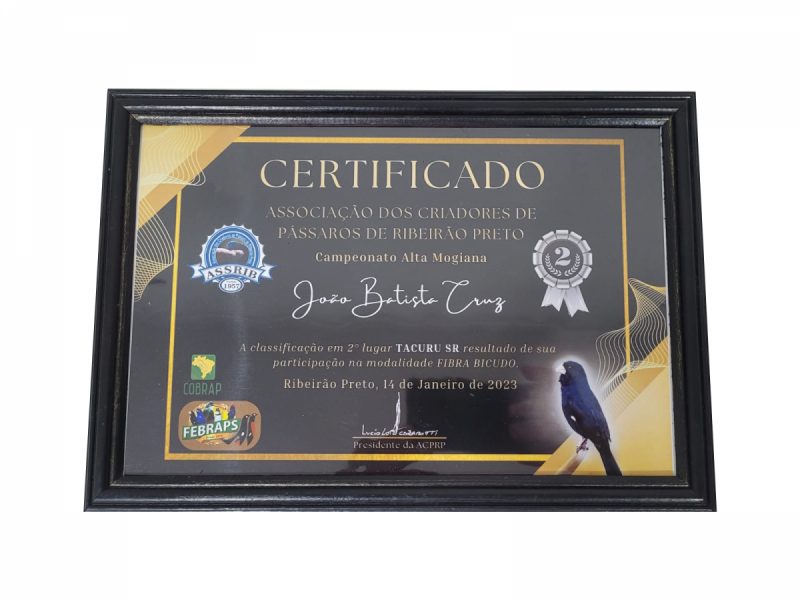 CERTIFICADO
ASSOCIAÇÃO DOS CRIADORES DE
PÁSSAROS DE RIBEIRÃO PRETO
Campeonato Alta Mogiana
ASSRIB
1957
2
João Batista Cruz
A classificação em 2° lugar TACURU SR resultado de sua
participação na modalidade FIBRA BICUDO.
Ribeirão Preto, 14 de Janeiro de 2023
COBRAP
FEBRAPS
Presidente da ACPRP